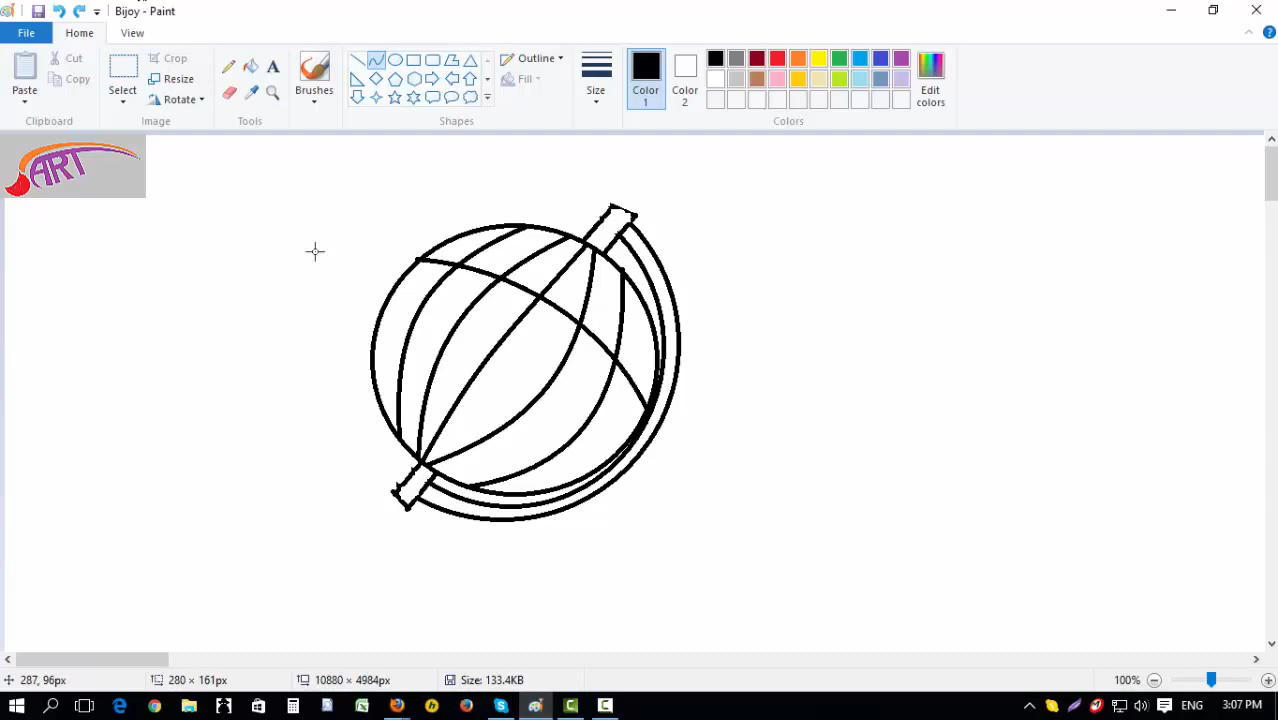 Bijoy - Paint
File
Home
View
Paste
Cut
Copy
Clipboard
Select
Crop
Resize
Rotate
Image
A
Tools
Brushes
Shapes
Outline
Fill
Size
Color 1
Color 2
Edit colors
Colors
ART
287, 96px
280 × 161px
10880 × 4984px
Size: 133.4KB
100%
ENG
3:07 PM